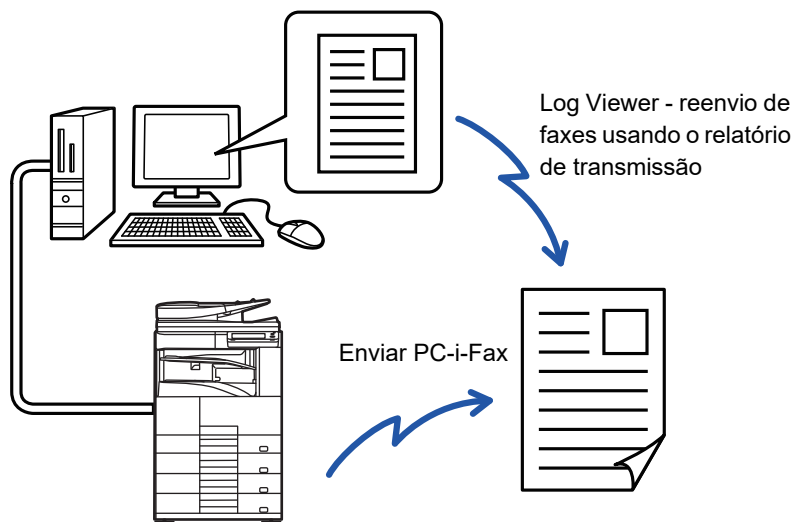 Log Viewer - reenvio de
faxes usando o relatório
de transmissão
Enviar PC-i-Fax